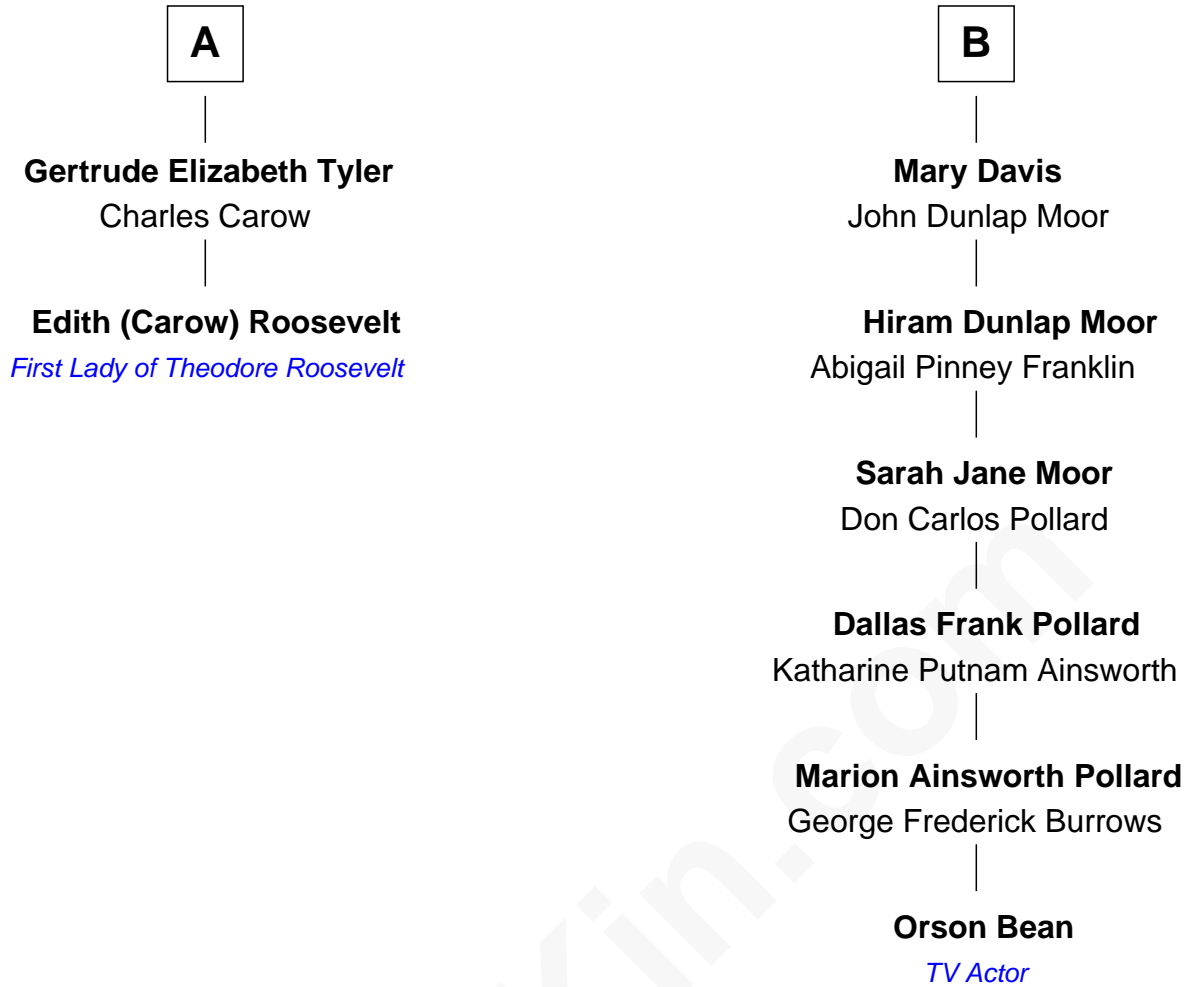 A
Gertrude Elizabeth Tyler
Charles Carow
Edith (Carow) Roosevelt
First Lady of Theodore Roosevelt
B
Mary Davis
John Dunlap Moor
Hiram Dunlap Moor
Abigail Pinney Franklin
Sarah Jane Moor
Don Carlos Pollard
Dallas Frank Pollard
Katharine Putnam Ainsworth
Marion Ainsworth Pollard
George Frederick Burrows
Orson Bean
TV Actor
Kin.com